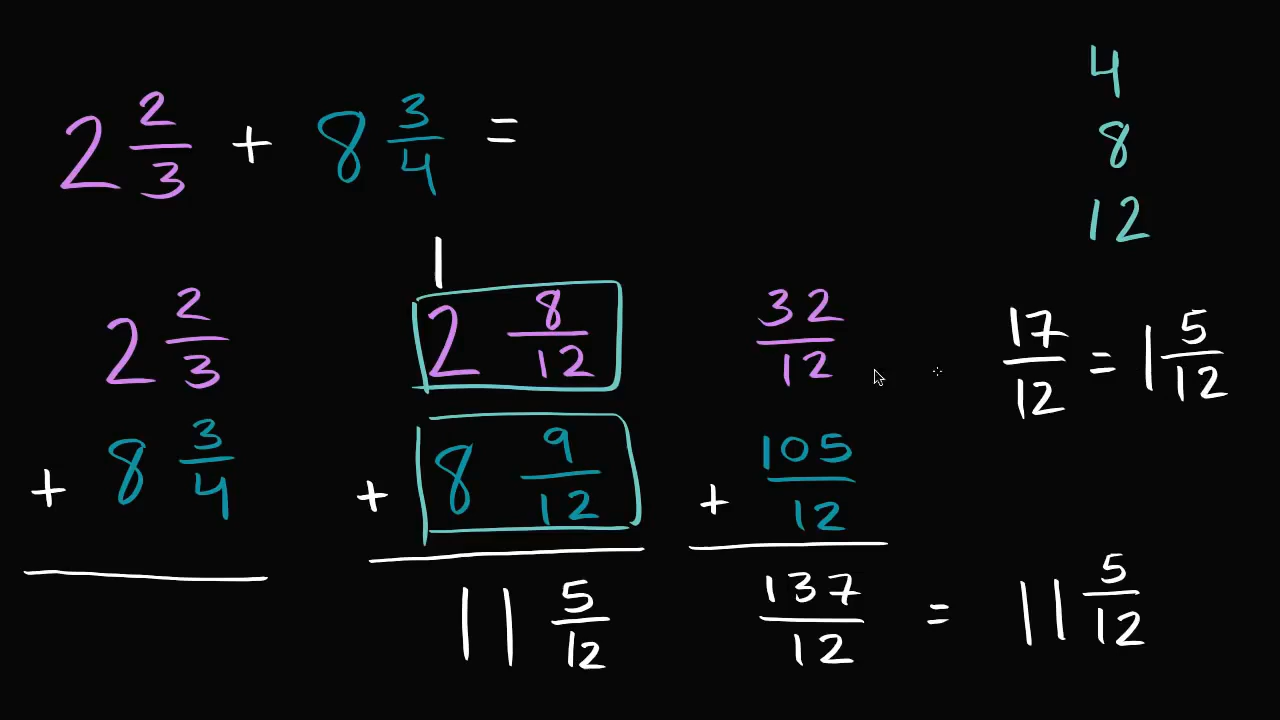 2 2/3 + 8 3/4 =
4
8
12
2 2/3
+ 8 3/4
1
2 8/12
+ 8 9/12
11 5/12
32/12
+ 105/12
137/12 = 11 5/12
17/12 = 1 5/12